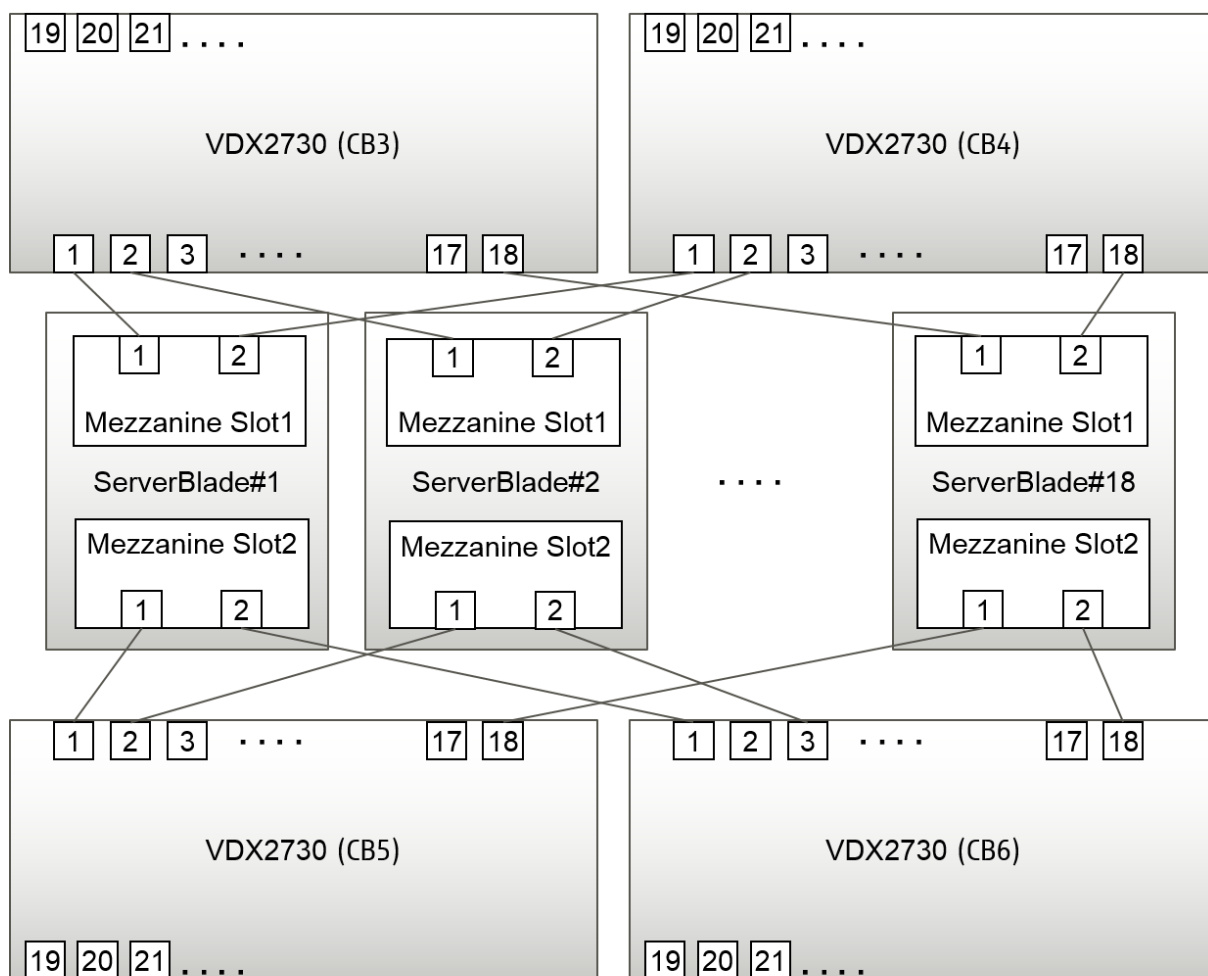 19 20 21 . . . . 19 20 21 . . . .
VDX2730 (CB3) VDX2730 (CB4)
1 2 3 . . . . 17 18 1 2 3 . . . . 17 18
1 2 1 2 1 2
Mezzanine Slot1 Mezzanine Slot1 Mezzanine Slot1
ServerBlade#1 ServerBlade#2 . . . . ServerBlade#18
Mezzanine Slot2 Mezzanine Slot2 Mezzanine Slot2
1 2 1 2 1 2
1 2 3 . . . . 17 18 1 2 3 . . . . 17 18
VDX2730 (CB5) VDX2730 (CB6)
19 20 21 . . . . 19 20 21 . . . .